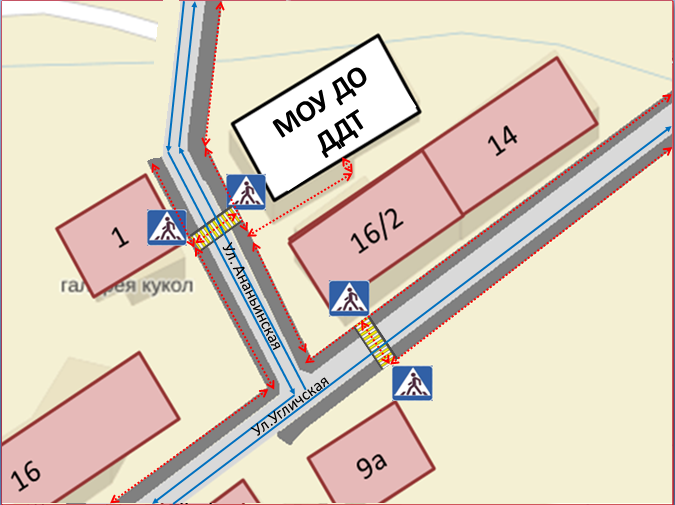 МОУ ДО
ДДТ
14
16/2
1
галерея кукол
Ул. Ананьинская
Ул.Угличская
16
9а